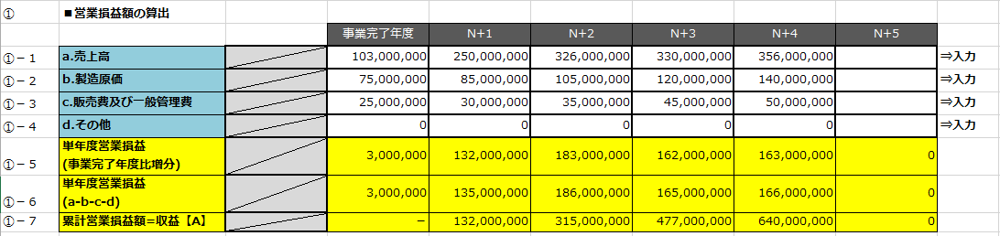 ① ■営業損益額の算出
事業完了年度 N+1 N+2 N+3 N+4 N+5
①－1 a.売上高 103,000,000 250,000,000 326,000,000 330,000,000 356,000,000 ⇒入力
①－2 b.製造原価 75,000,000 85,000,000 105,000,000 120,000,000 140,000,000 ⇒入力
①－3 c.販売費及び一般管理費 25,000,000 30,000,000 35,000,000 45,000,000 50,000,000 ⇒入力
①－4 d.その他 0 0 0 0 0 ⇒入力
単年度営業損益
①－5 (事業完了年度比増分) 3,000,000 132,000,000 183,000,000 162,000,000 163,000,000 0
単年度営業損益
①－6 (a-b-c-d) 3,000,000 135,000,000 186,000,000 165,000,000 166,000,000 0
①－7 累計営業損益額=収益【A】 － 132,000,000 315,000,000 477,000,000 640,000,000 0